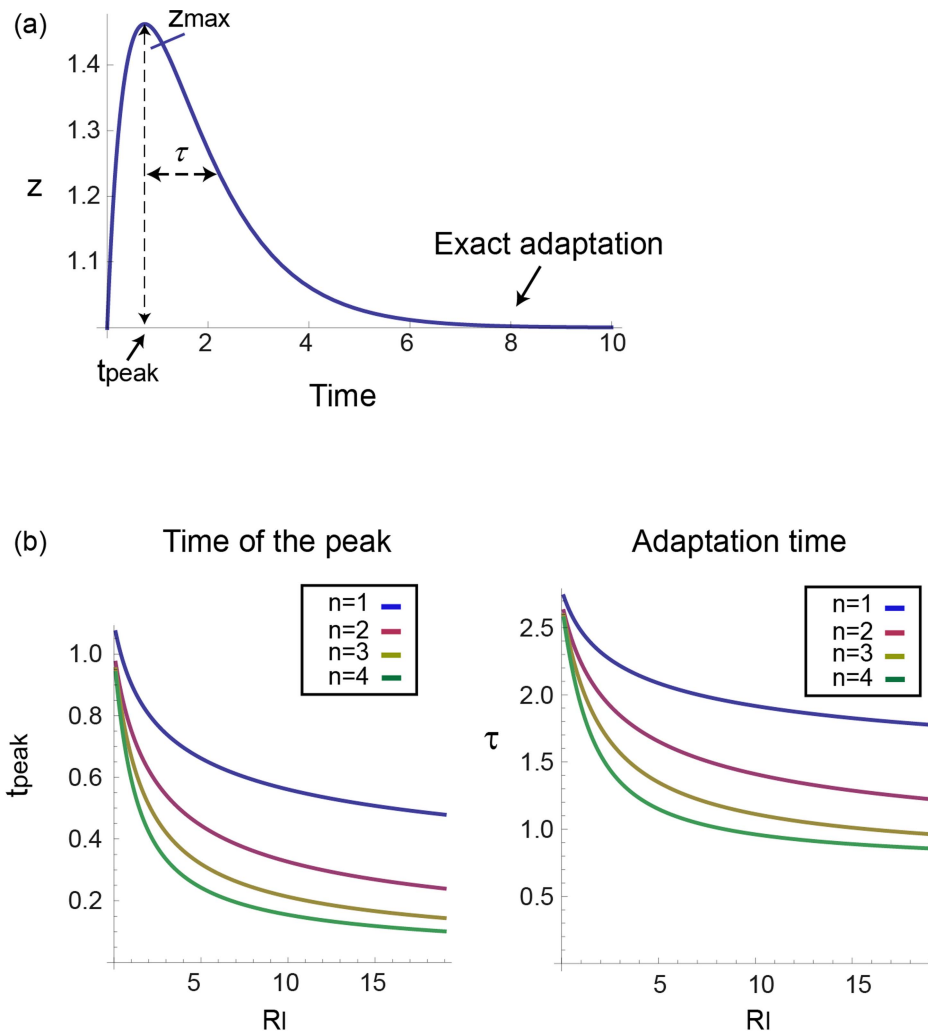 (a)
zmax
1.4
1.3
τ
z
1.2
Exact adaptation
1.1
2 4 6 8 10
tpeak
Time
(b) Time of the peak Adaptation time
n=1
n=2
n=3
n=4
1.0
0.8
0.6
0.4
0.2
tpeak
5 10 15
RI
n=1
n=2
n=3
n=4
2.5
2.0
1.5
1.0
0.5
τ
5 10 15
RI